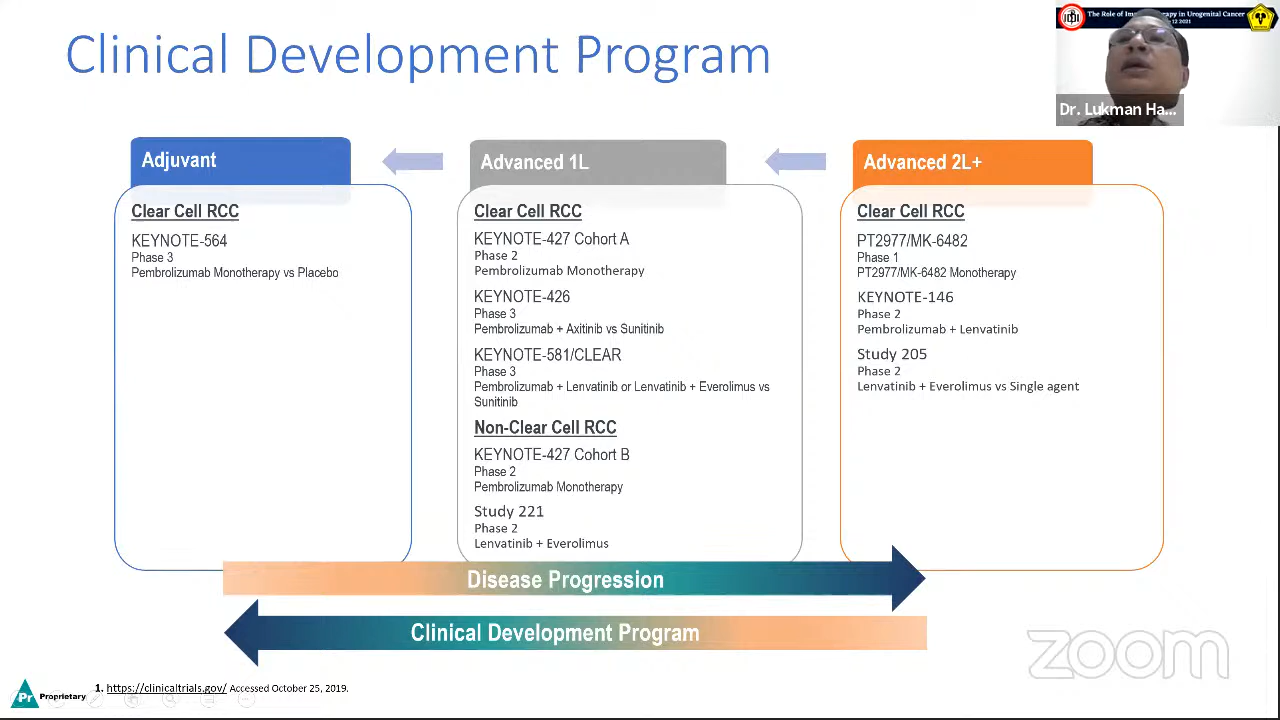 Clinical Development Program
The Role of Im
rapy in Urogenital Cancer
12 2021
Dr. Lukman Ha...
Adjuvant
Clear Cell RCC
KEYNOTE-564
Phase 3
Pembrolizumab Monotherapy vs Placebo
Advanced 1L
Clear Cell RCC
KEYNOTE-427 Cohort A
Phase 2
Pembrolizumab Monotherapy
KEYNOTE-426
Phase 3
Pembrolizumab + Axitinib vs Sunitinib
KEYNOTE-581/CLEAR
Phase 3
Pembrolizumab + Lenvatinib or Lenvatinib + Everolimus vs
Sunitinib
Non-Clear Cell RCC
KEYNOTE-427 Cohort B
Phase 2
Pembrolizumab Monotherapy
Study 221
Phase 2
Lenvatinib + Everolimus
Advanced 2L+
Clear Cell RCC
PT2977/MK-6482
Phase 1
PT2977/MK-6482 Monotherapy
KEYNOTE-146
Phase 2
Pembrolizumab + Lenvatinib
Study 205
Phase 2
Lenvatinib + Everolimus vs Single agent
Disease Progression
Clinical Development Program
zoom
Pr Proprietary
1. https://clinicaltrials.gov/ Accessed October 25, 2019.